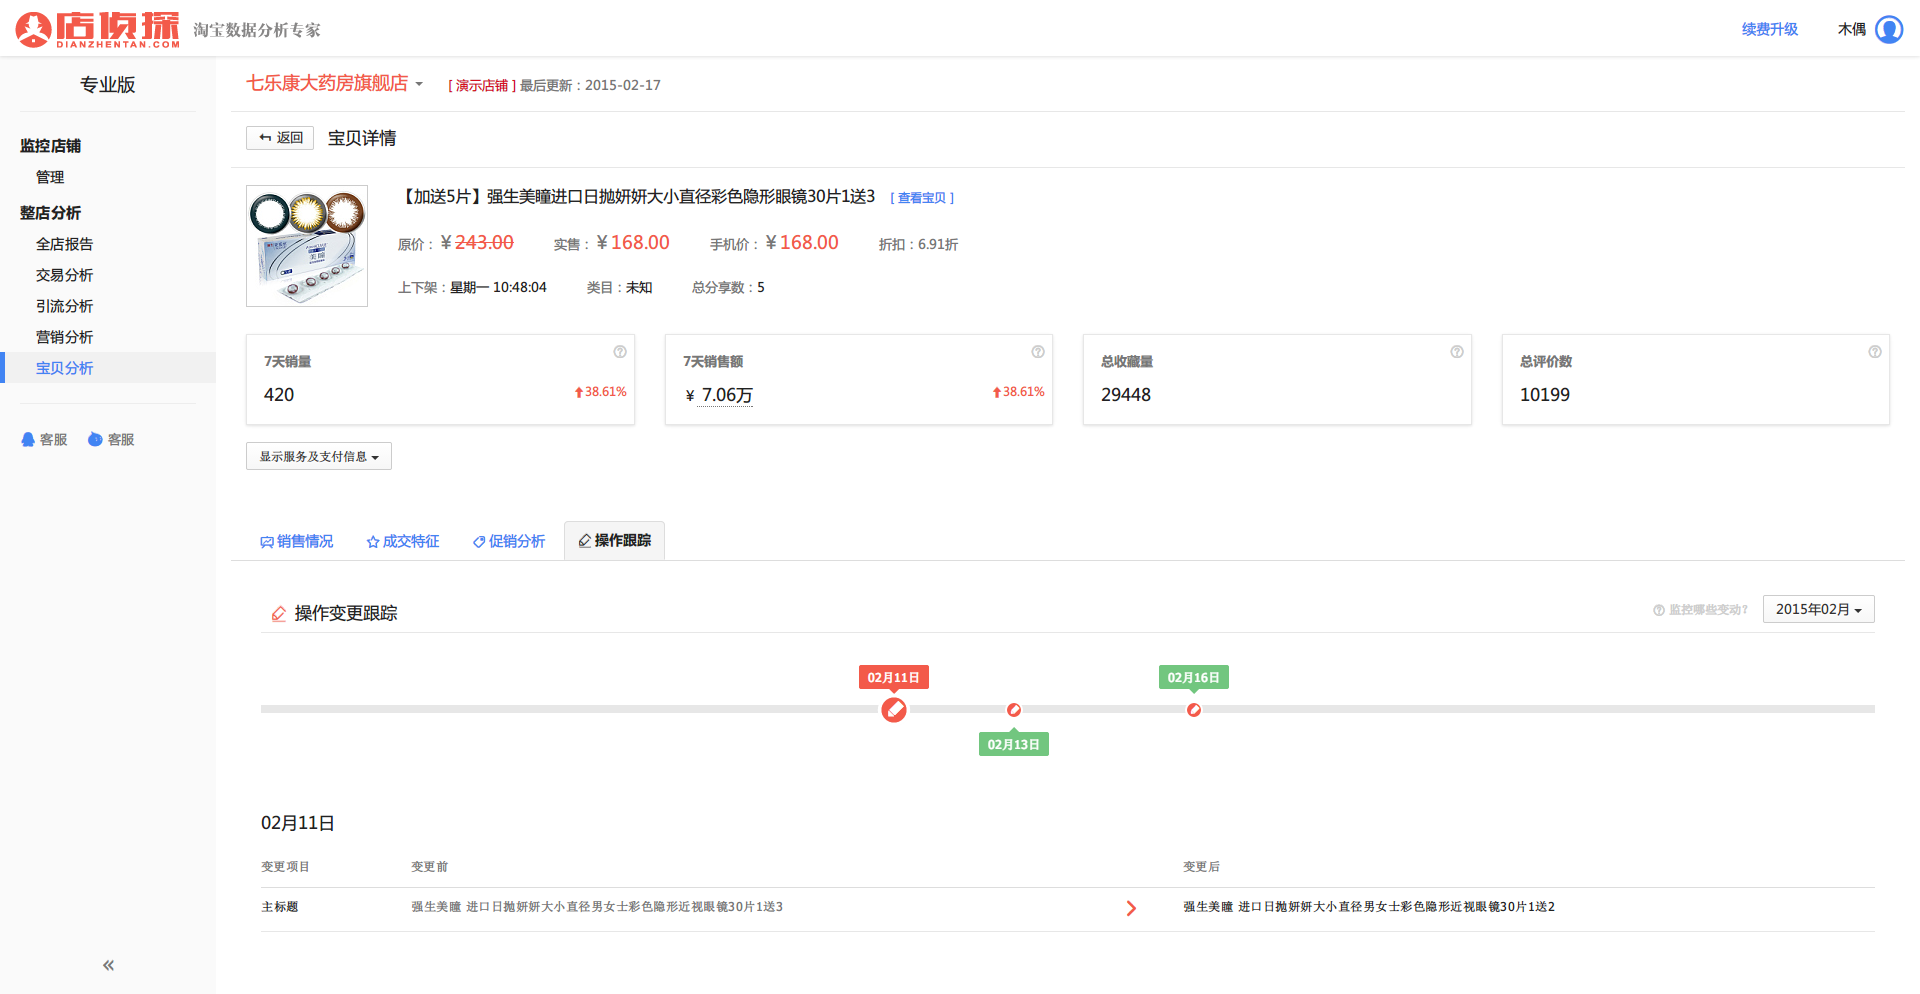 店侦探
DIANZHENTAN.COM
淘宝数据分析专家
续费升级
木偶
专业版
监控店铺
管理
整店分析
全店报告
交易分析
引流分析
营销分析
宝贝分析
客服 客服
«
七乐康大药房旗舰店 [ 演示店铺 ] 最后更新：2015-02-17
返回 宝贝详情
【加送5片】强生美瞳进口日抛妍妍大小直径彩色隐形眼镜30片1送3 [ 查看宝贝 ]
原价：¥243.00 实售：¥168.00 手机价：¥168.00 折扣：6.91折
上下架：星期一 10:48:04 类目：未知 总分享数：5
7天销量
420 38.61%
7天销售额
¥ 7.06万 38.61%
总收藏量
29448
总评价数
10199
显示服务及支付信息
销售情况 成交特征 促销分析 操作跟踪
操作变更跟踪 监控哪些变动? 2015年02月
02月11日
02月16日
02月13日
02月11日
变更项目 变更前 变更后
主标题 强生美瞳 进口日抛妍妍大小直径男女士彩色隐形近视眼镜30片1送3 强生美瞳 进口日抛妍妍大小直径男女士彩色隐形近视眼镜30片1送2